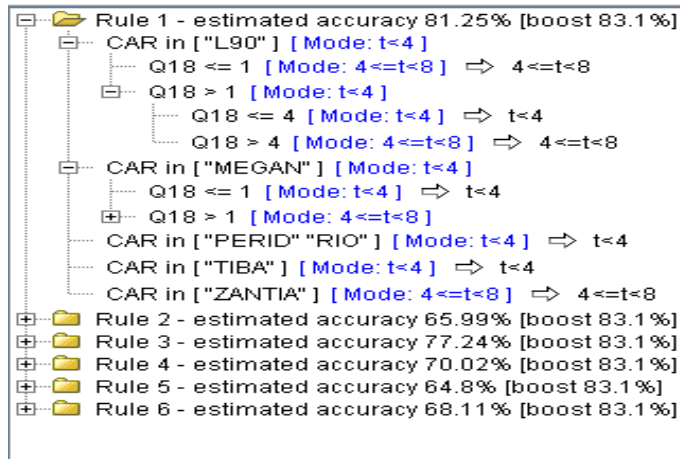 Rule 1 - estimated accuracy 81.25% [boost 83.1%]
CAR in ["L90"] [Mode: t<4]
Q18 <= 1 [Mode: 4<=t<8] ⇨ 4<=t<8
Q18 > 1 [Mode: t<4]
Q18 <= 4 [Mode: t<4] ⇨ t<4
Q18 > 4 [Mode: 4<=t<8] ⇨ 4<=t<8
CAR in ["MEGAN"] [Mode: t<4]
Q18 <= 1 [Mode: t<4] ⇨ t<4
Q18 > 1 [Mode: 4<=t<8]
CAR in ["PERID" "RIO"] [Mode: t<4] ⇨ t<4
CAR in ["TIBA"] [Mode: t<4] ⇨ t<4
CAR in ["ZANTIA"] [Mode: 4<=t<8] ⇨ 4<=t<8
Rule 2 - estimated accuracy 65.99% [boost 83.1%]
Rule 3 - estimated accuracy 77.24% [boost 83.1%]
Rule 4 - estimated accuracy 70.02% [boost 83.1%]
Rule 5 - estimated accuracy 64.8% [boost 83.1%]
Rule 6 - estimated accuracy 68.11% [boost 83.1%]